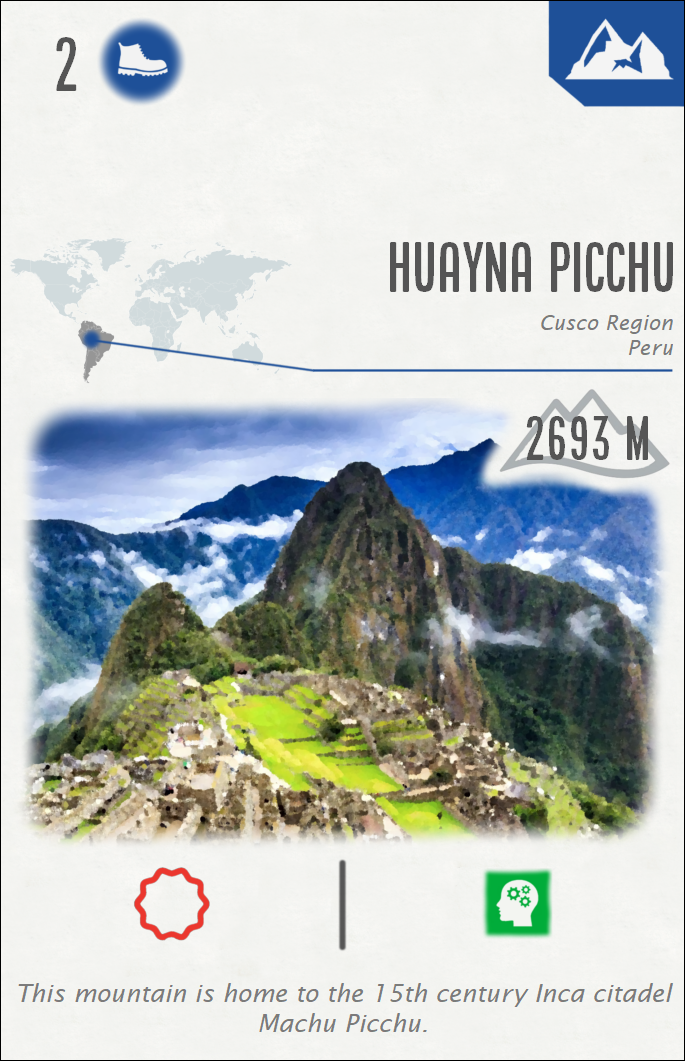 2
HUAYNA PICCHU
Cusco Region
Peru
2693 M
This mountain is home to the 15th century Inca citadel
Machu Picchu.